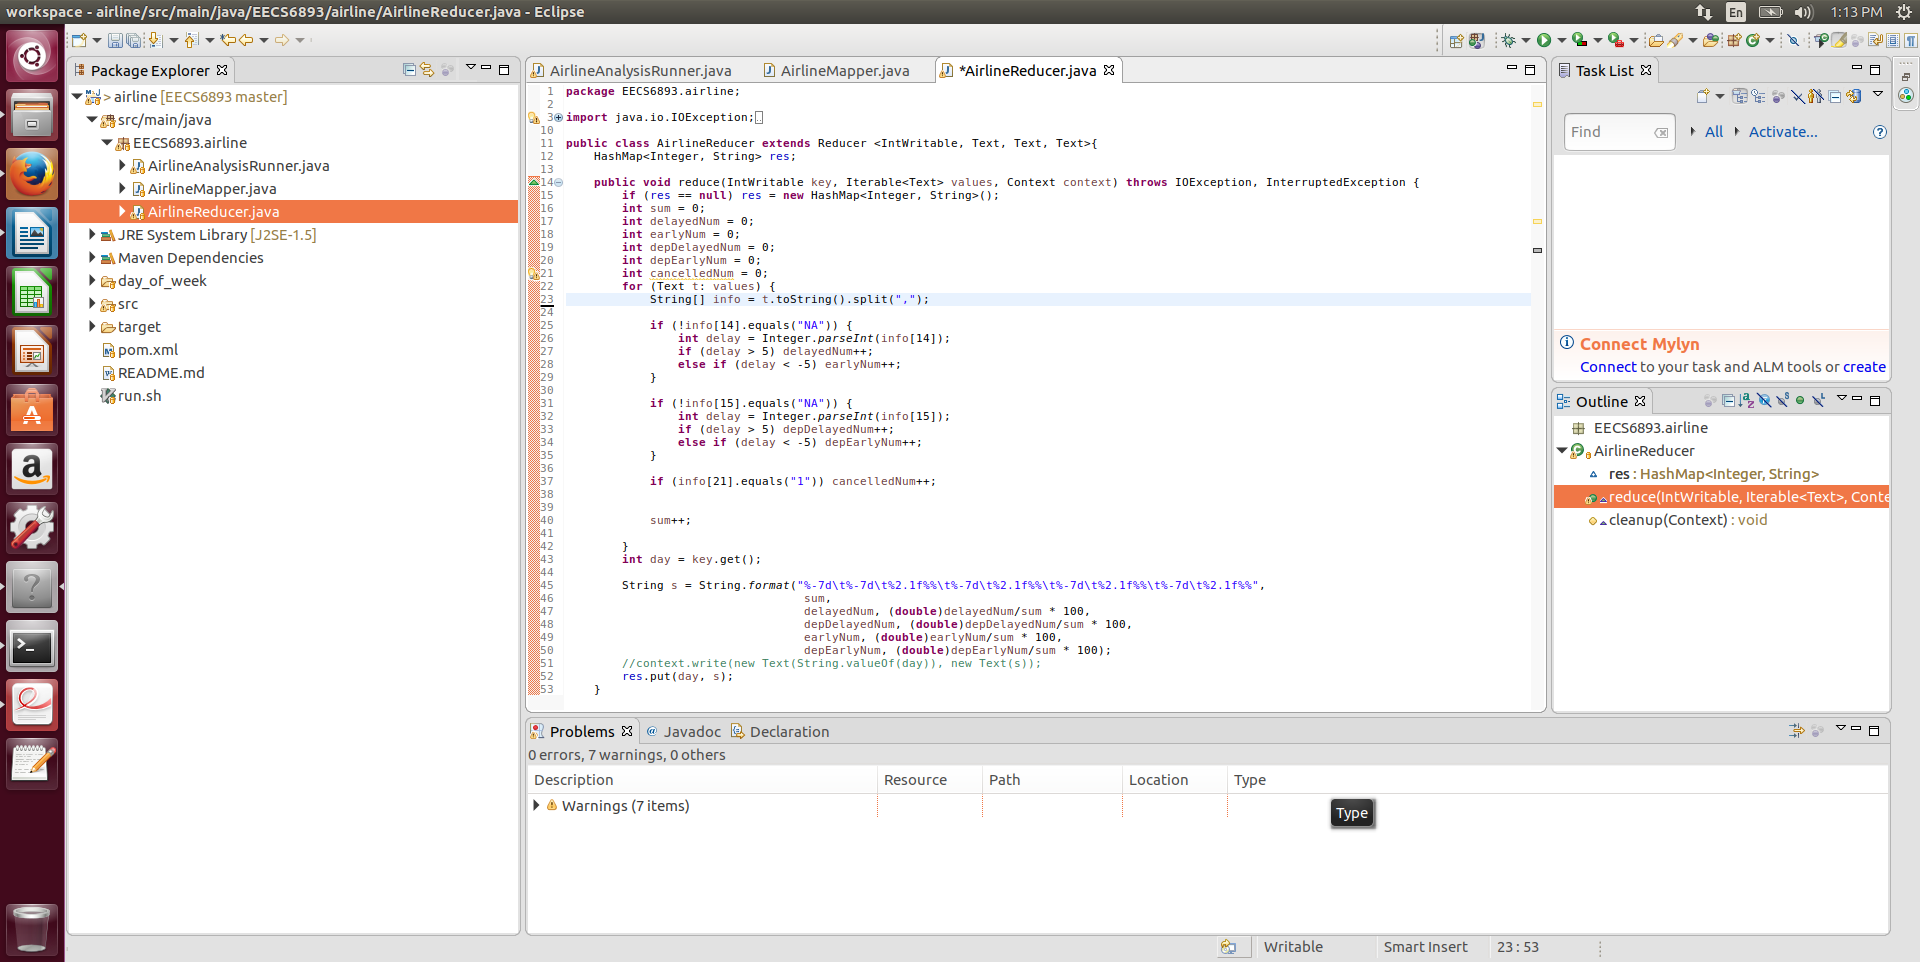 workspace - airline/src/main/java/EECS6893/airline/AirlineReducer.java - Eclipse
En
1:13 PM
Package Explorer
> airline [EECS6893 master]
src/main/java
EECS6893.airline
AirlineAnalysisRunner.java
AirlineMapper.java
AirlineReducer.java
JRE System Library [J2SE-1.5]
Maven Dependencies
day_of_week
src
target
pom.xml
README.md
run.sh
AirlineAnalysisRunner.java
AirlineMapper.java
*AirlineReducer.java
1 package EECS6893.airline;
2
3 import java.io.IOException;
10
11 public class AirlineReducer extends Reducer <IntWritable, Text, Text, Text>{
12     HashMap<Integer, String> res;
13
14     public void reduce(IntWritable key, Iterable<Text> values, Context context) throws IOException, InterruptedException {
15         if (res == null) res = new HashMap<Integer, String>();
16         int sum = 0;
17         int delayedNum = 0;
18         int earlyNum = 0;
19         int depDelayedNum = 0;
20         int depEarlyNum = 0;
21         int cancelledNum = 0;
22         for (Text t: values) {
23             String[] info = t.toString().split(",");
24
25             if (!info[14].equals("NA")) {
26                 int delay = Integer.parseInt(info[14]);
27                 if (delay > 5) delayedNum++;
28                 else if (delay < -5) earlyNum++;
29             }
30
31             if (!info[15].equals("NA")) {
32                 int delay = Integer.parseInt(info[15]);
33                 if (delay > 5) depDelayedNum++;
34                 else if (delay < -5) depEarlyNum++;
35             }
36
37             if (info[21].equals("1")) cancelledNum++;
38
39
40             sum++;
41
42         }
43         int day = key.get();
44
45         String s = String.format("%-7d\t%-7d\t%2.1f%%\t%-7d\t%2.1f%%\t%-7d\t%2.1f%%\t%-7d\t%2.1f%%",
46                                   sum,
47                                   delayedNum, (double)delayedNum/sum * 100,
48                                   depDelayedNum, (double)depDelayedNum/sum * 100,
49                                   earlyNum, (double)earlyNum/sum * 100,
50                                   depEarlyNum, (double)depEarlyNum/sum * 100);
51         //context.write(new Text(String.valueOf(day)), new Text(s));
52         res.put(day, s);
53     }
Task List
Find
All
Activate...
Connect Mylyn
Connect to your task and ALM tools or create
Outline
EECS6893.airline
AirlineReducer
res : HashMap<Integer, String>
reduce(IntWritable, Iterable<Text>, Conte
cleanup(Context) : void
Problems
@ Javadoc
Declaration
0 errors, 7 warnings, 0 others
Description
Resource
Path
Location
Type
Warnings (7 items)
Type
Writable
Smart Insert
23 : 53